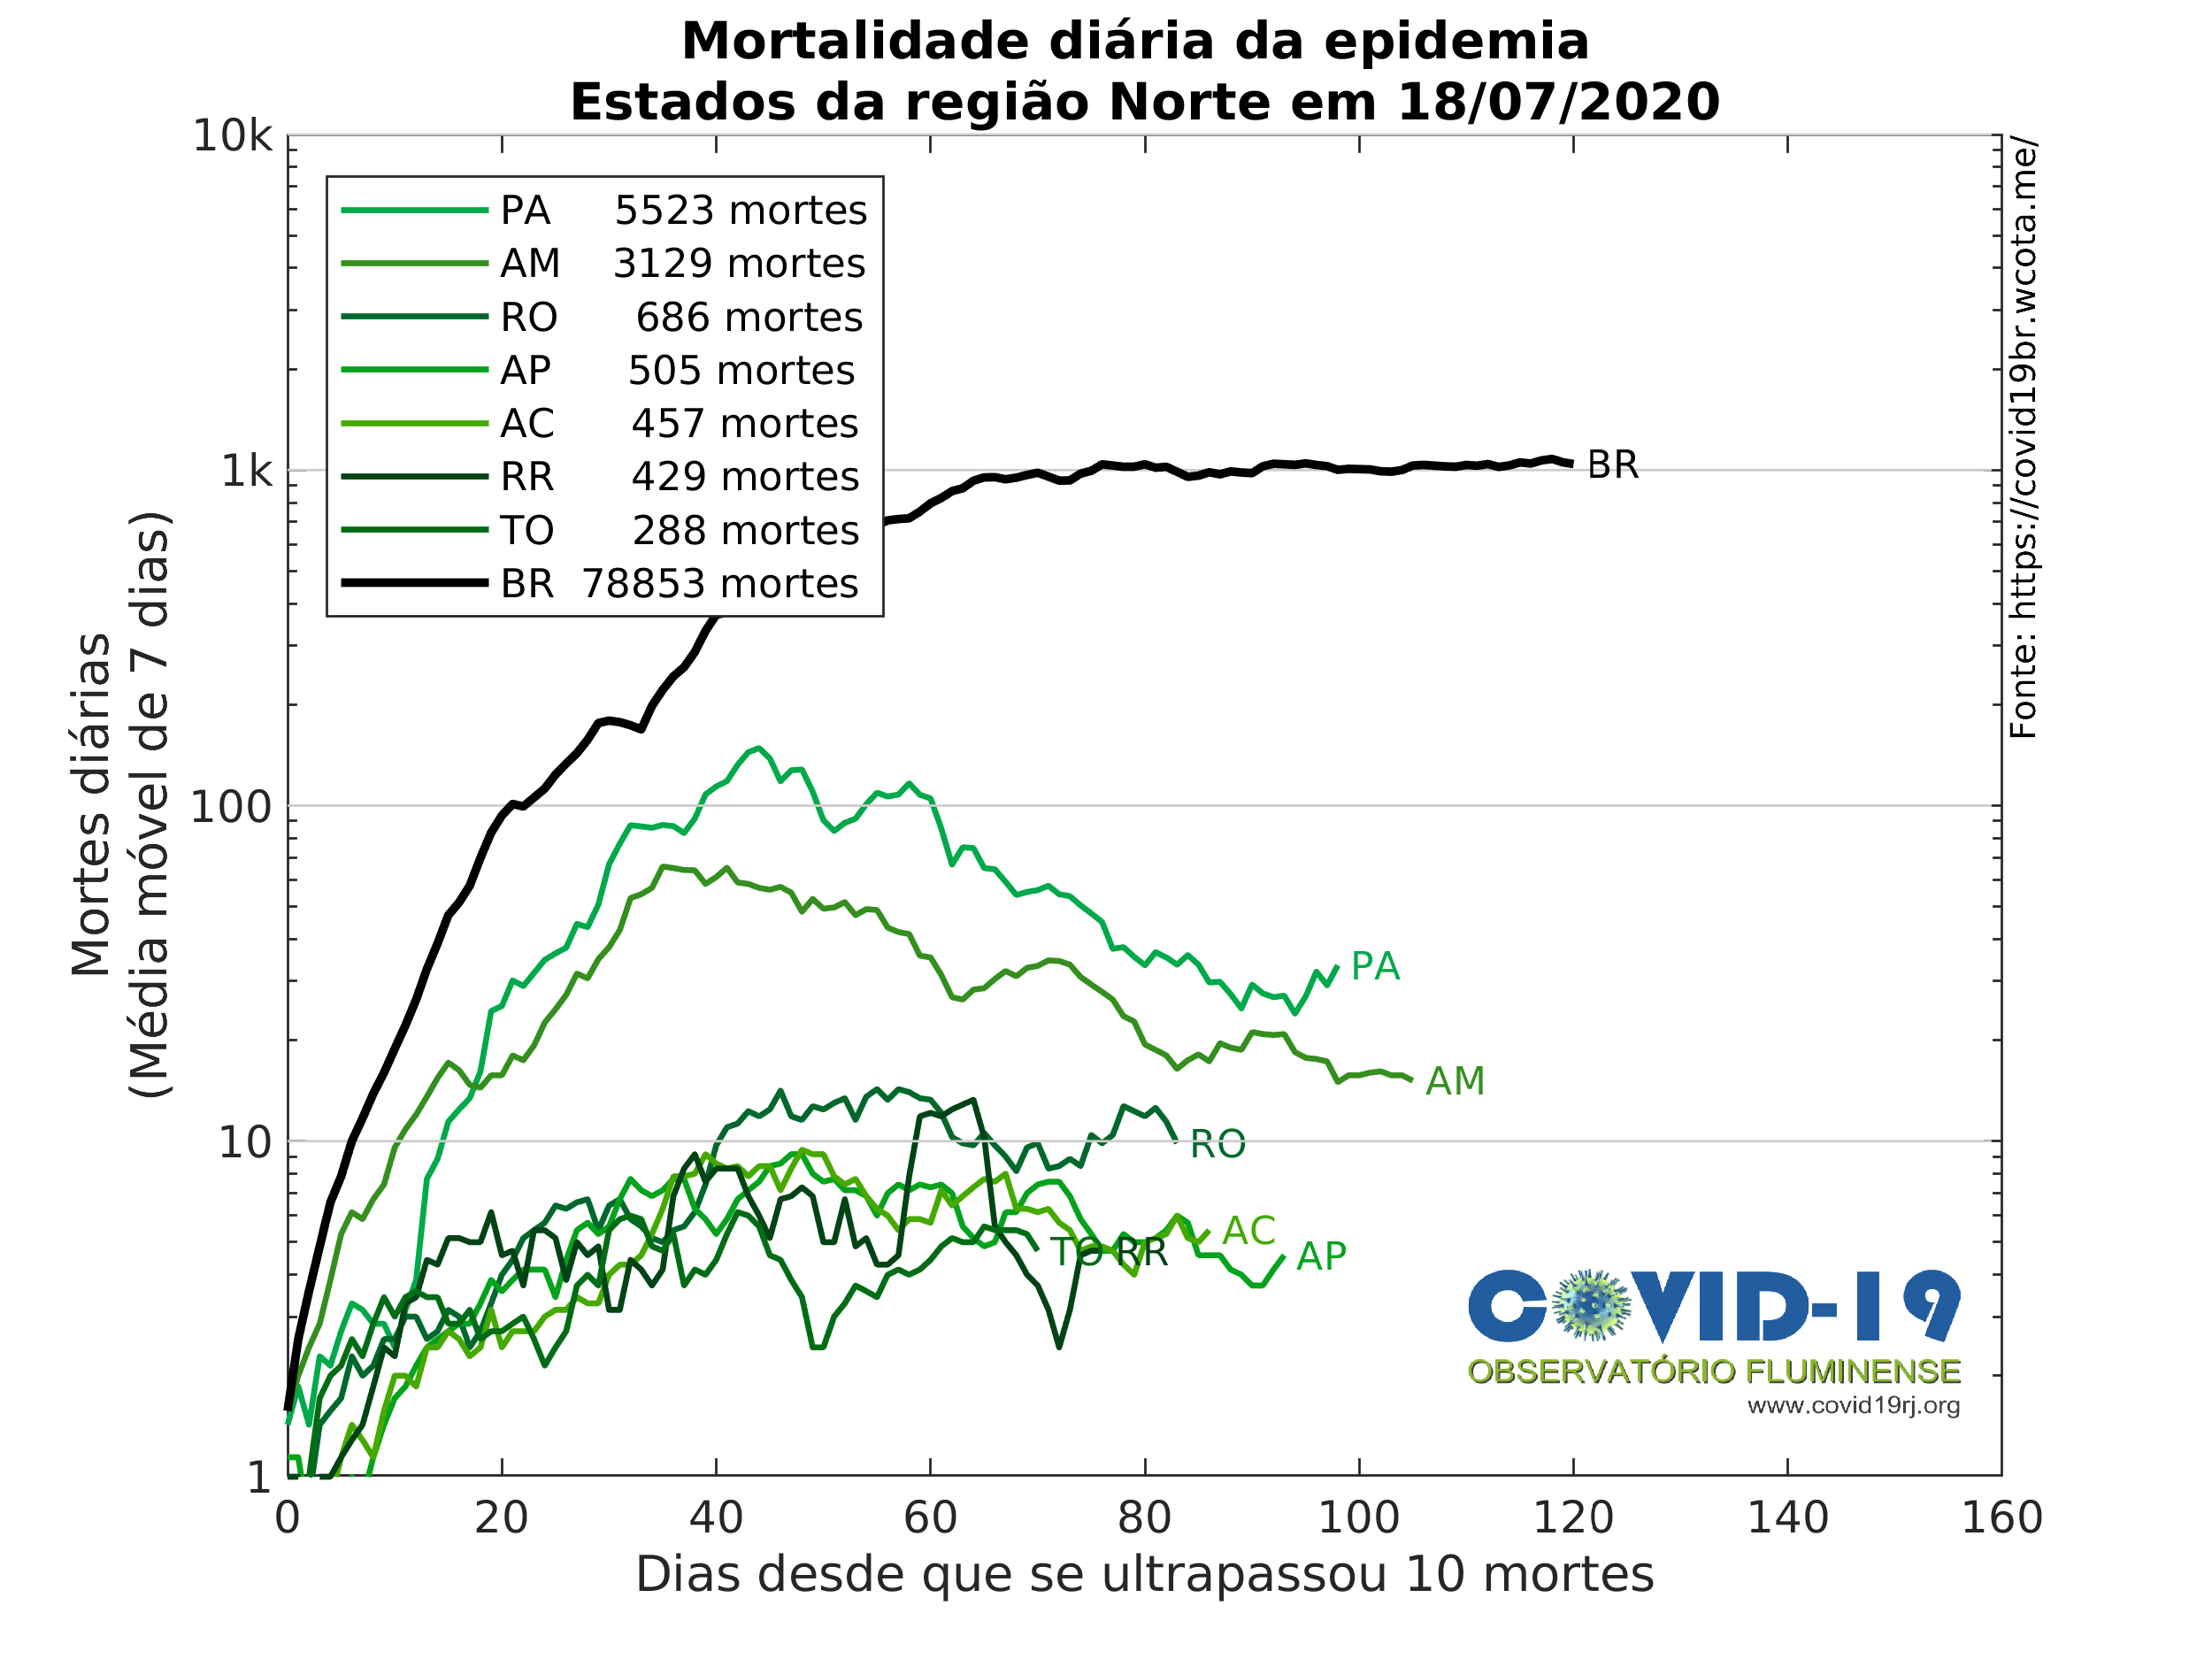 Mortalidade diária da epidemia
Estados da região Norte em 18/07/2020
10k
1k
100
10
1
Mortes diárias
(Média móvel de 7 dias)
PA 5523 mortes
AM 3129 mortes
RO 686 mortes
AP 505 mortes
AC 457 mortes
RR 429 mortes
TO 288 mortes
BR 78853 mortes
BR
PA
AM
RO
AC
TO RR
AP
Fonte: https://covid19br.wcota.me/
COVID-19
OBSERVATÓRIO FLUMINENSE
www.covid19rj.org
0 20 40 60 80 100 120 140 160
Dias desde que se ultrapassou 10 mortes